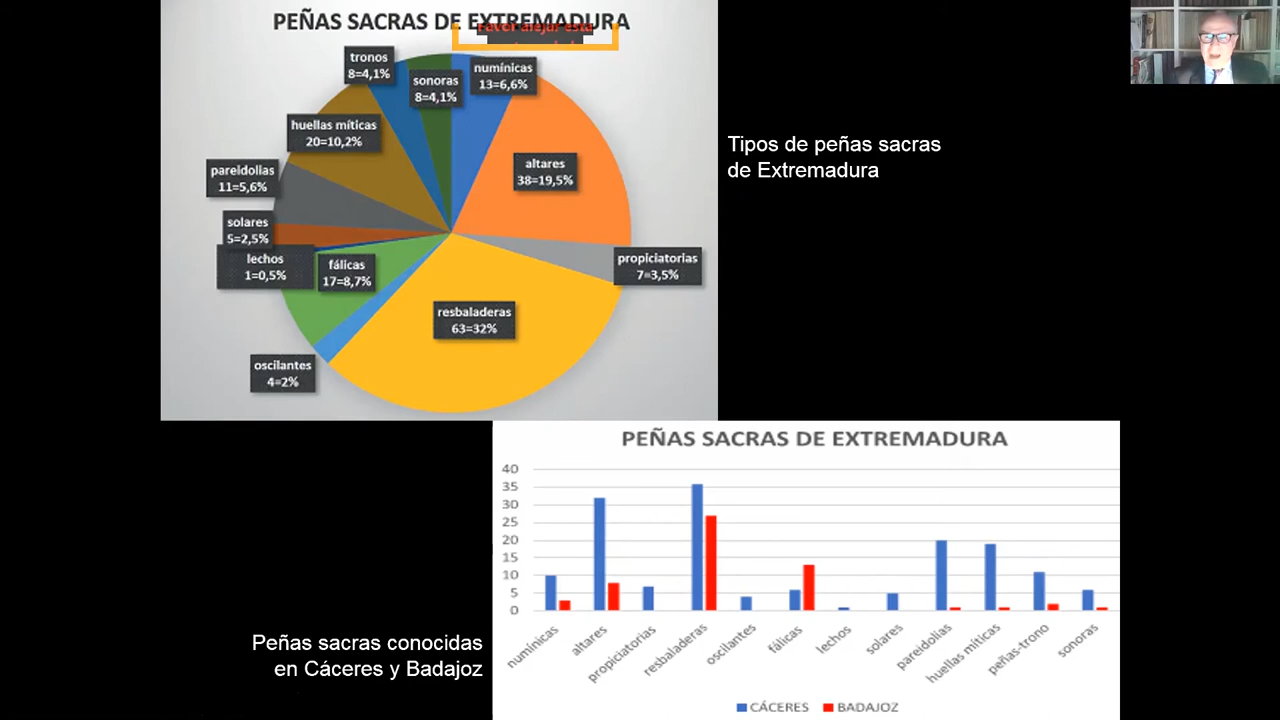 PEÑAS SACRAS DE EXTREMADURA
tronos
8=4,1%
sonoras
8=4,1%
numínicas
13=6,6%
huellas míticas
20=10,2%
altares
38=19,5%
pareidolias
11=5,6%
solares
5=2,5%
lechos
1=0,5%
fálicas
17=8,7%
propiciatorias
7=3,5%
resbaladeras
63=32%
oscilantes
4=2%
Tipos de peñas sacras
de Extremadura
PEÑAS SACRAS DE EXTREMADURA
40
35
30
25
20
15
10
5
0
numínicas
altares
propiciatorias
resbaladeras
oscilantes
fálicas
lechos
solares
pareidolias
huellas míticas
peñas-trono
sonoras
CÁCERES
BADAJOZ
Peñas sacras conocidas
en Cáceres y Badajoz